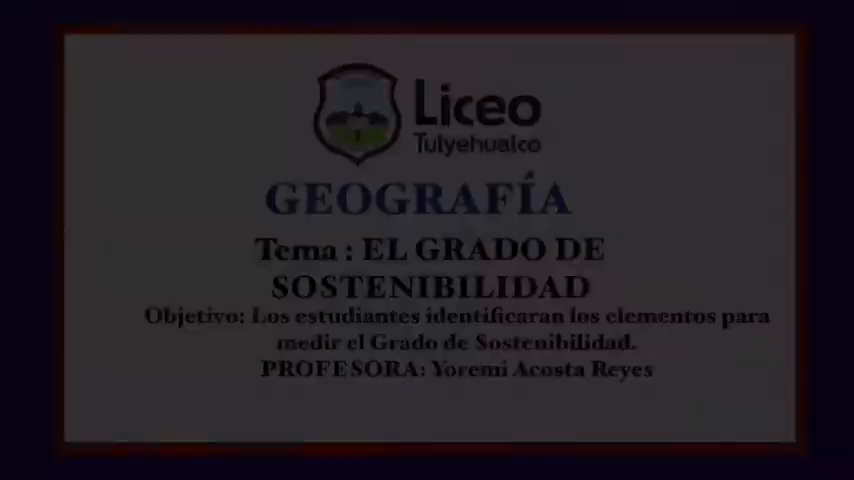 Liceo
Tulyehualco
GEOGRAFÍA
Tema : EL GRADO DE
SOSTENIBILIDAD
Objetivo: Los estudiantes identificaran los elementos para
medir el Grado de Sostenibilidad.
PROFESORA: Yoremi Acosta Reyes